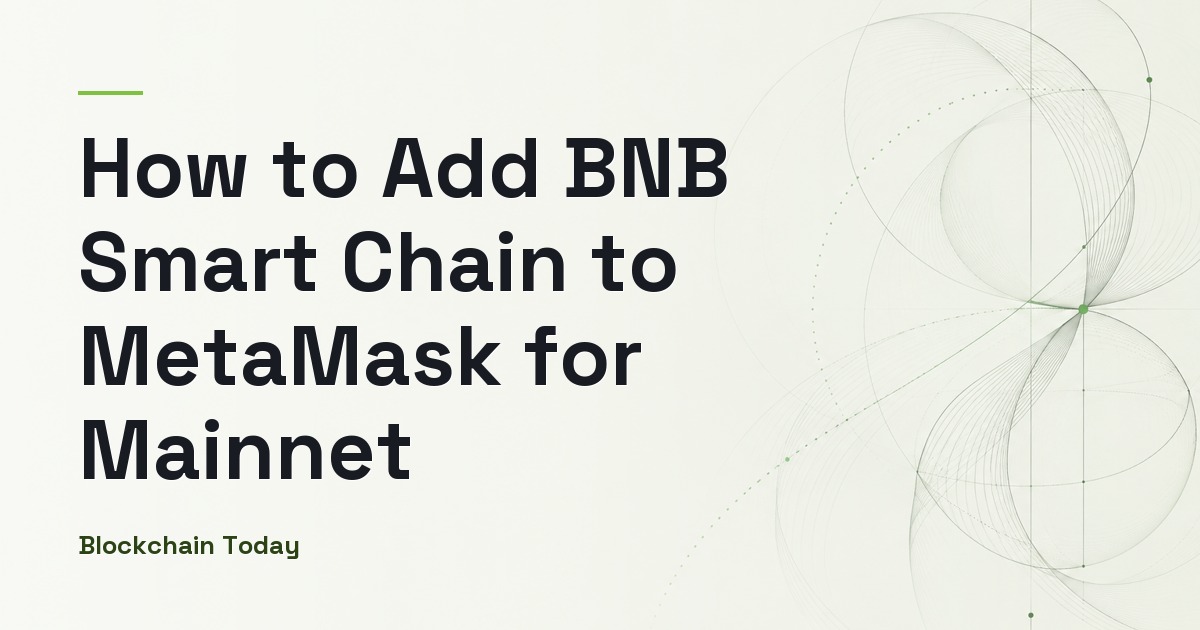 How to Add BNB
Smart Chain to
MetaMask for
Mainnet
Blockchain Today